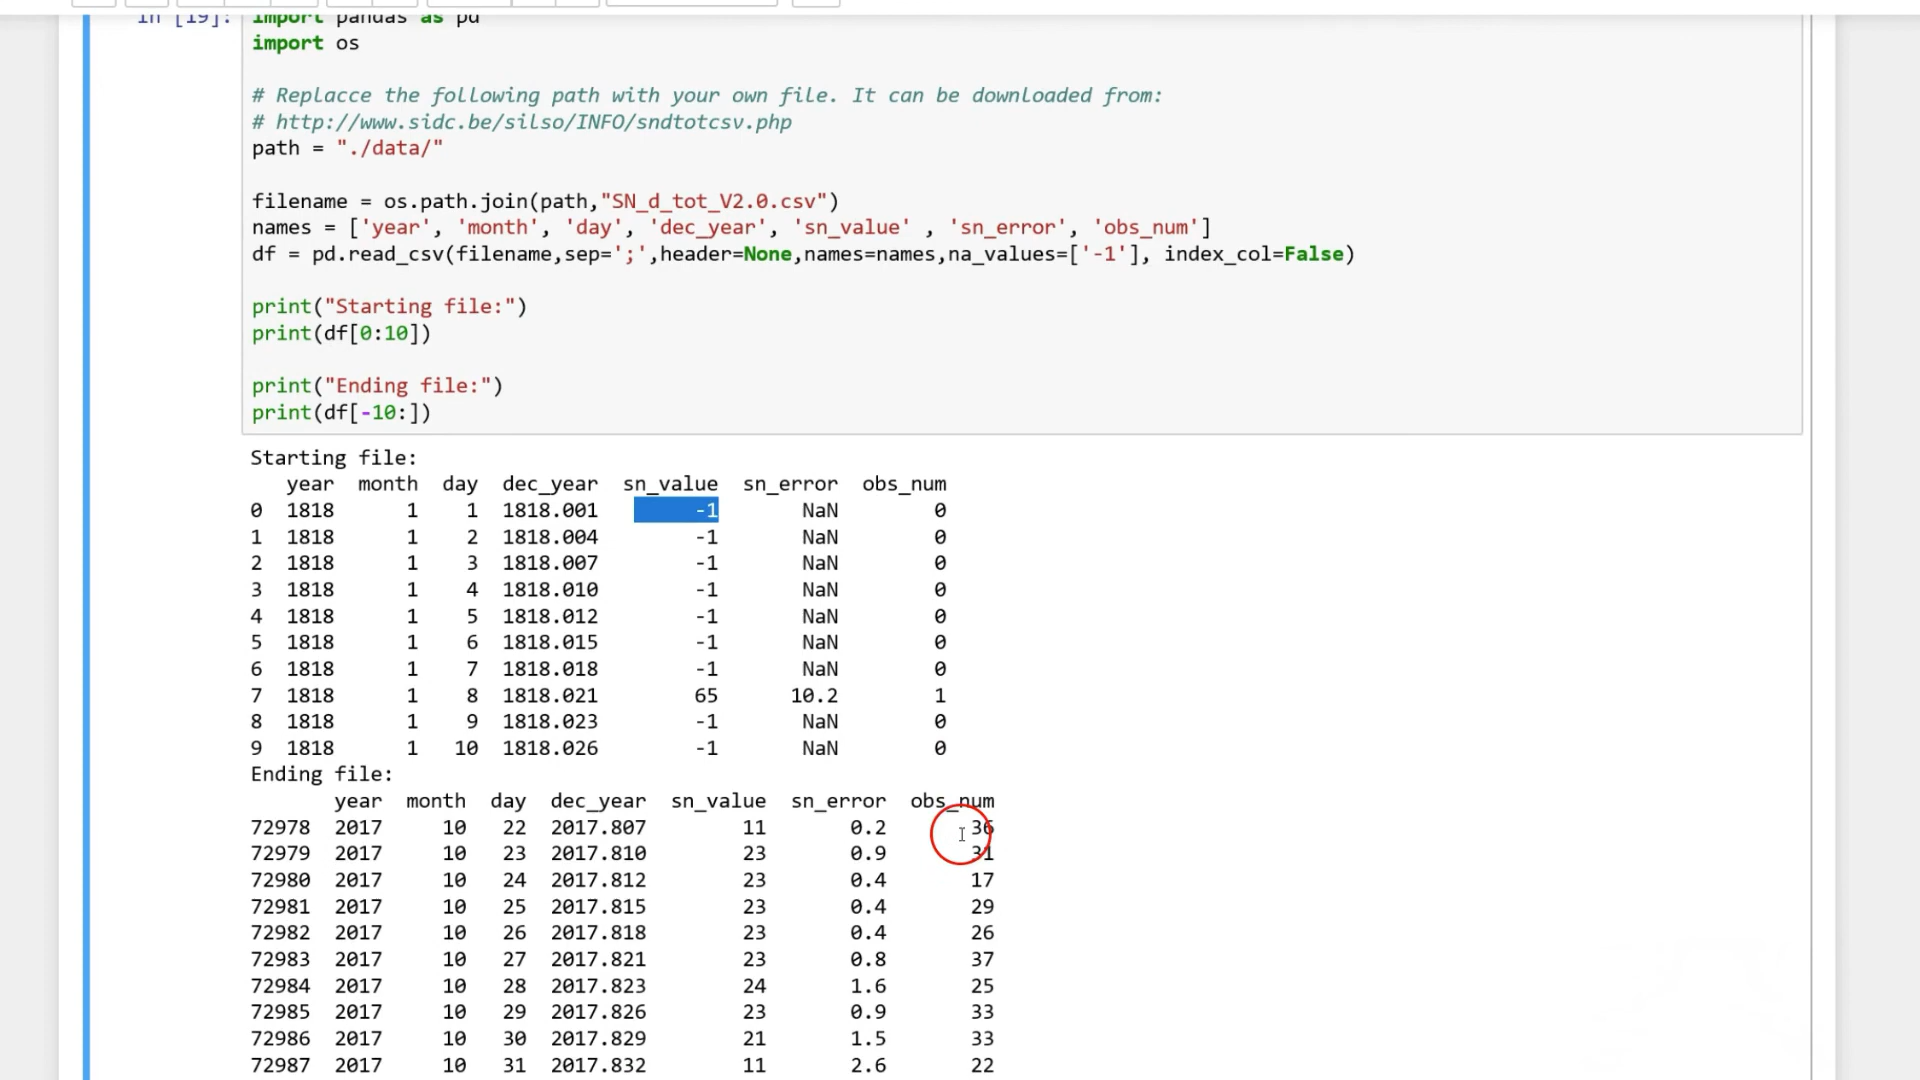 In [19]: import pandas as pd
import os
# Replacce the following path with your own file. It can be downloaded from:
# http://www.sidc.be/silso/INFO/sndtotcsv.php
path = "./data/"
filename = os.path.join(path,"SN_d_tot_V2.0.csv")
names = ['year', 'month', 'day', 'dec_year', 'sn_value' , 'sn_error', 'obs_num']
df = pd.read_csv(filename,sep=';',header=None,names=names,na_values=['-1'], index_col=False)
print("Starting file:")
print(df[0:10])
print("Ending file:")
print(df[-10:])
Starting file:
year month day dec_year sn_value sn_error obs_num
0 1818 1 1 1818.001 -1 NaN 0
1 1818 1 2 1818.004 -1 NaN 0
2 1818 1 3 1818.007 -1 NaN 0
3 1818 1 4 1818.010 -1 NaN 0
4 1818 1 5 1818.012 -1 NaN 0
5 1818 1 6 1818.015 -1 NaN 0
6 1818 1 7 1818.018 -1 NaN 0
7 1818 1 8 1818.021 65 10.2 1
8 1818 1 9 1818.023 -1 NaN 0
9 1818 1 10 1818.026 -1 NaN 0
Ending file:
year month day dec_year sn_value sn_error obs_num
72978 2017 10 22 2017.807 11 0.2 36
72979 2017 10 23 2017.810 23 0.9 31
72980 2017 10 24 2017.812 23 0.4 17
72981 2017 10 25 2017.815 23 0.4 29
72982 2017 10 26 2017.818 23 0.4 26
72983 2017 10 27 2017.821 23 0.8 37
72984 2017 10 28 2017.823 24 1.6 25
72985 2017 10 29 2017.826 23 0.9 33
72986 2017 10 30 2017.829 21 1.5 33
72987 2017 10 31 2017.832 11 2.6 22